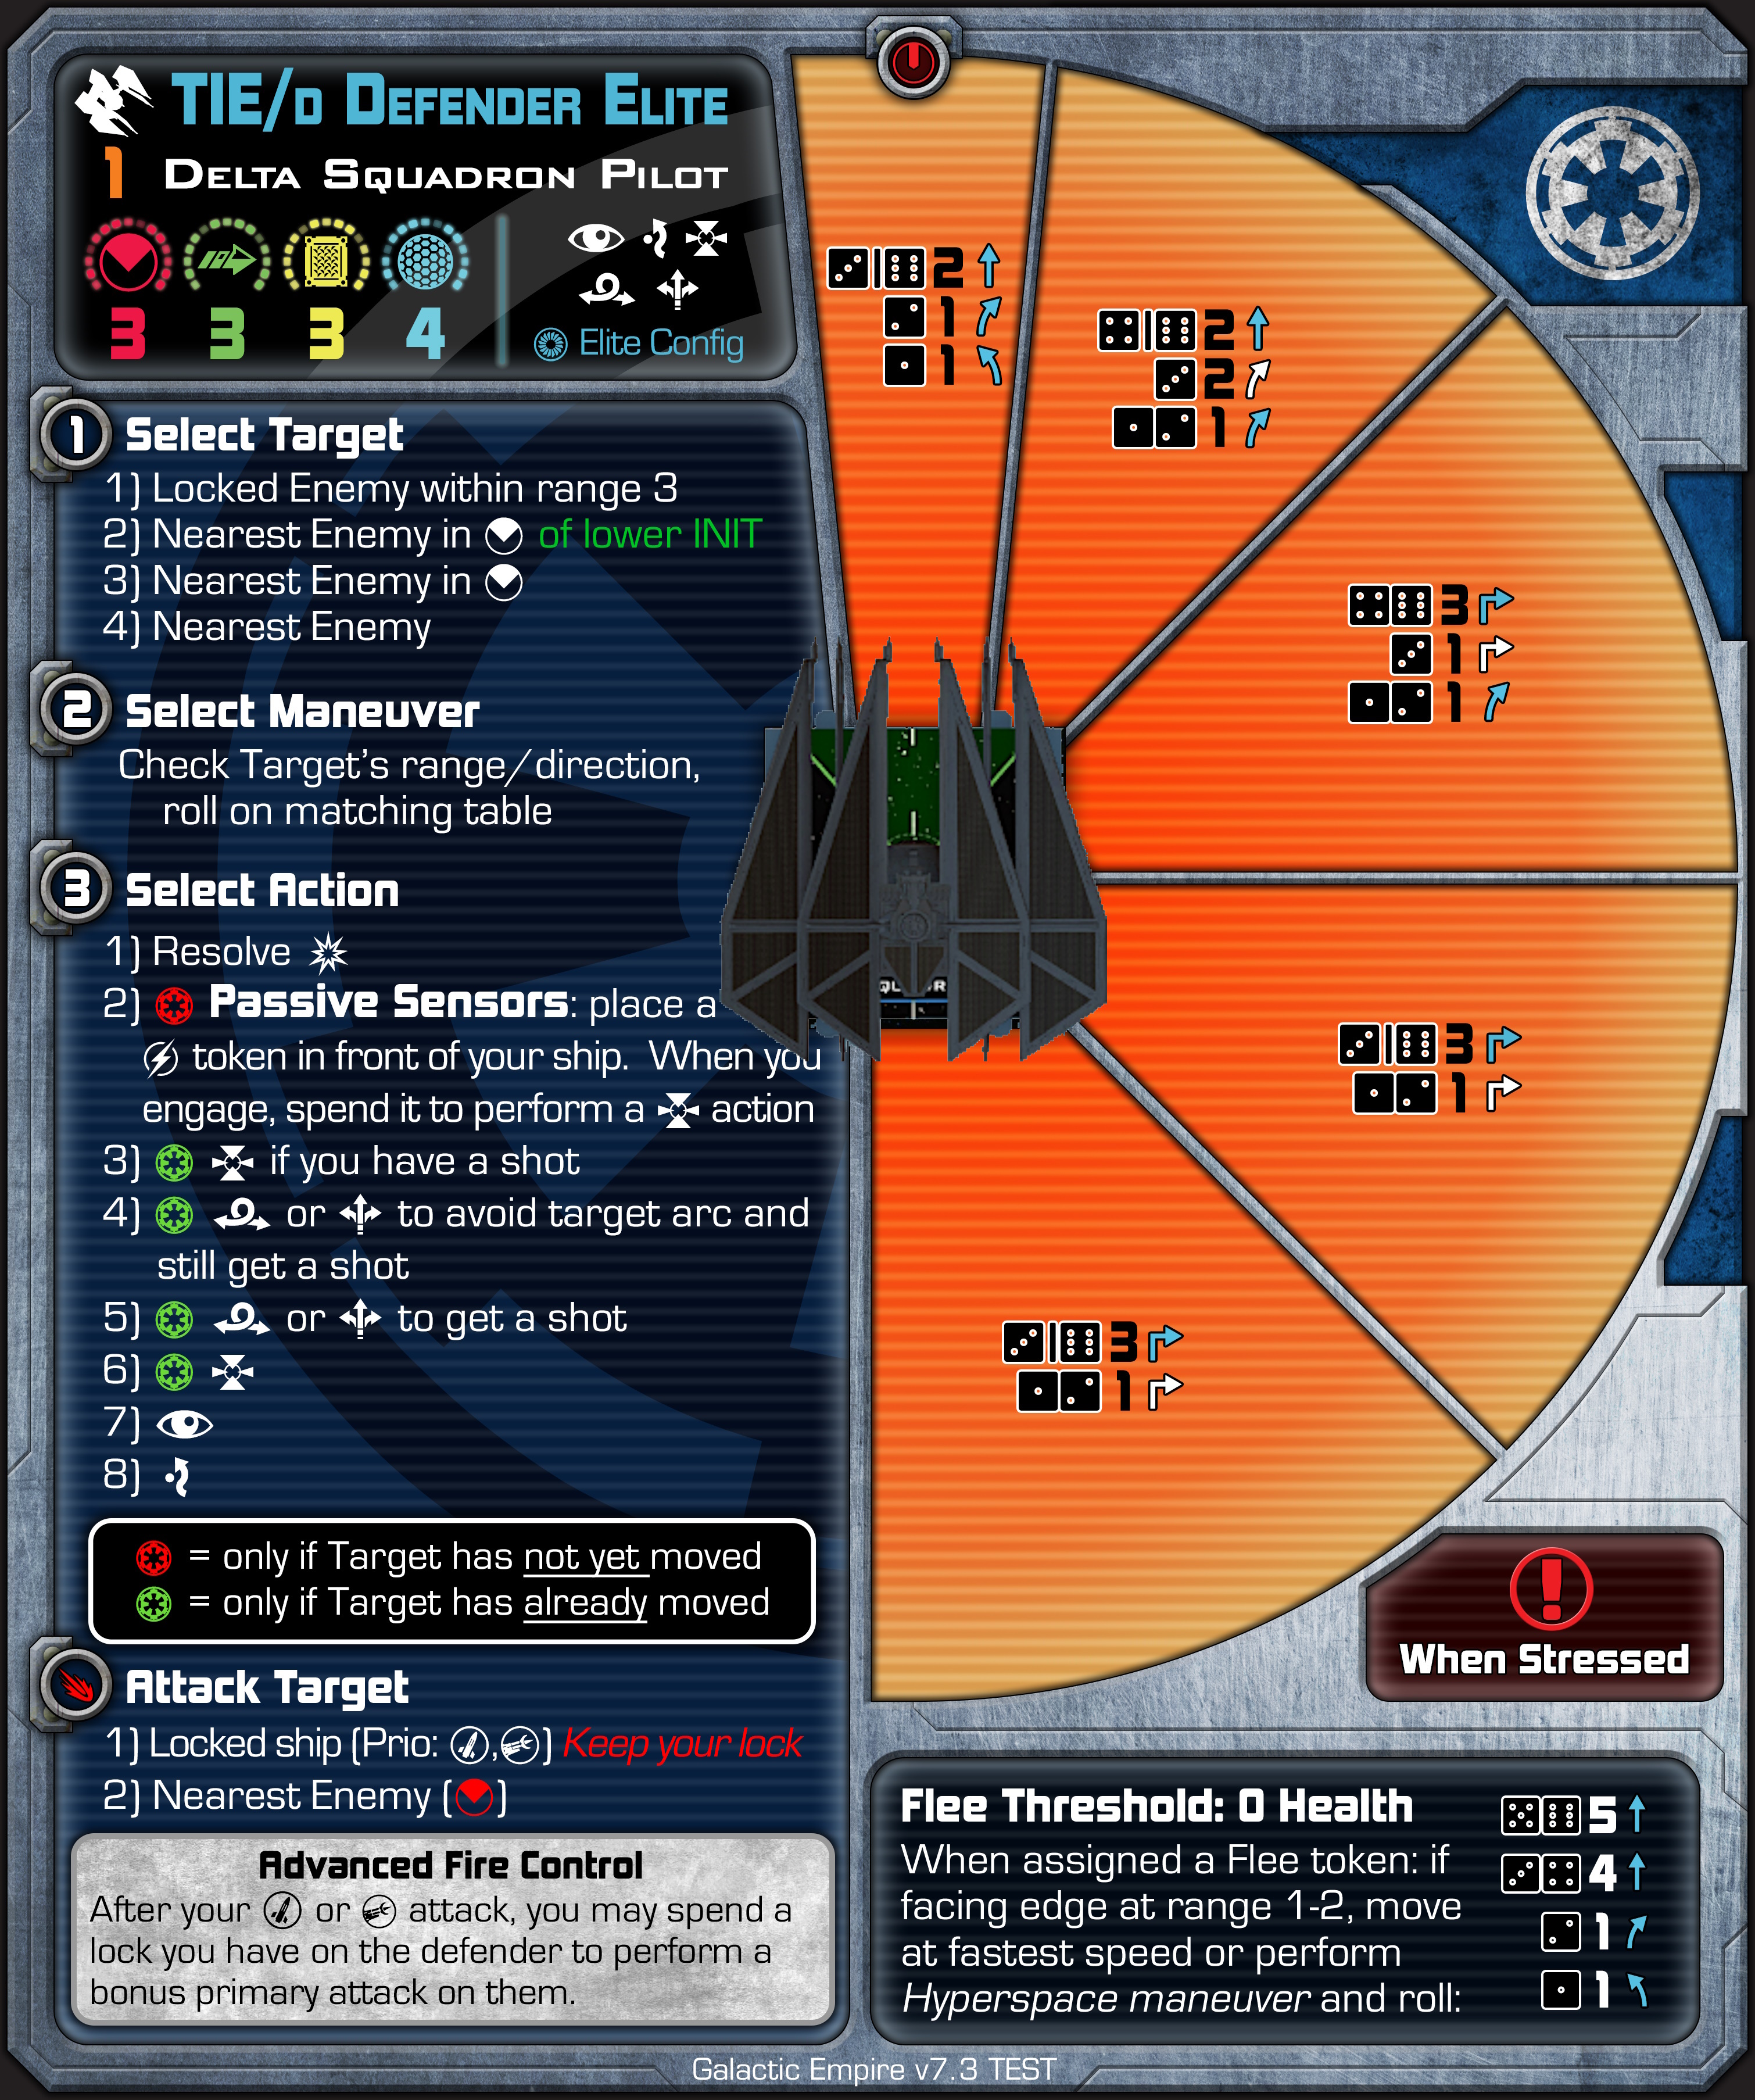 TIE/D DEFENDER ELITE
1 DELTA SQUADRON PILOT
3 3 3 4
Elite Config
1 Select Target
1) Locked Enemy within range 3
2) Nearest Enemy in of lower INIT
3) Nearest Enemy in
4) Nearest Enemy
2 Select Maneuver
Check Target's range/direction,
roll on matching table
3 Select Action
1) Resolve
2) Passive Sensors: place a
token in front of your ship. When you
engage, spend it to perform a action
3) if you have a shot
4) or to avoid target arc and
still get a shot
5) or to get a shot
6)
7)
8)
= only if Target has not yet moved
= only if Target has already moved
Attack Target
1) Locked ship (Prio: , ) Keep your lock
2) Nearest Enemy ( )
Advanced Fire Control
After your or attack, you may spend a
lock you have on the defender to perform a
bonus primary attack on them.
2
1
1
2
2
1
3
1
1
3
1
3
1
When Stressed
Flee Threshold: 0 Health
When assigned a Flee token: if
facing edge at range 1-2, move
at fastest speed or perform
Hyperspace maneuver and roll:
5
4
1
1
Galactic Empire v7.3 TEST